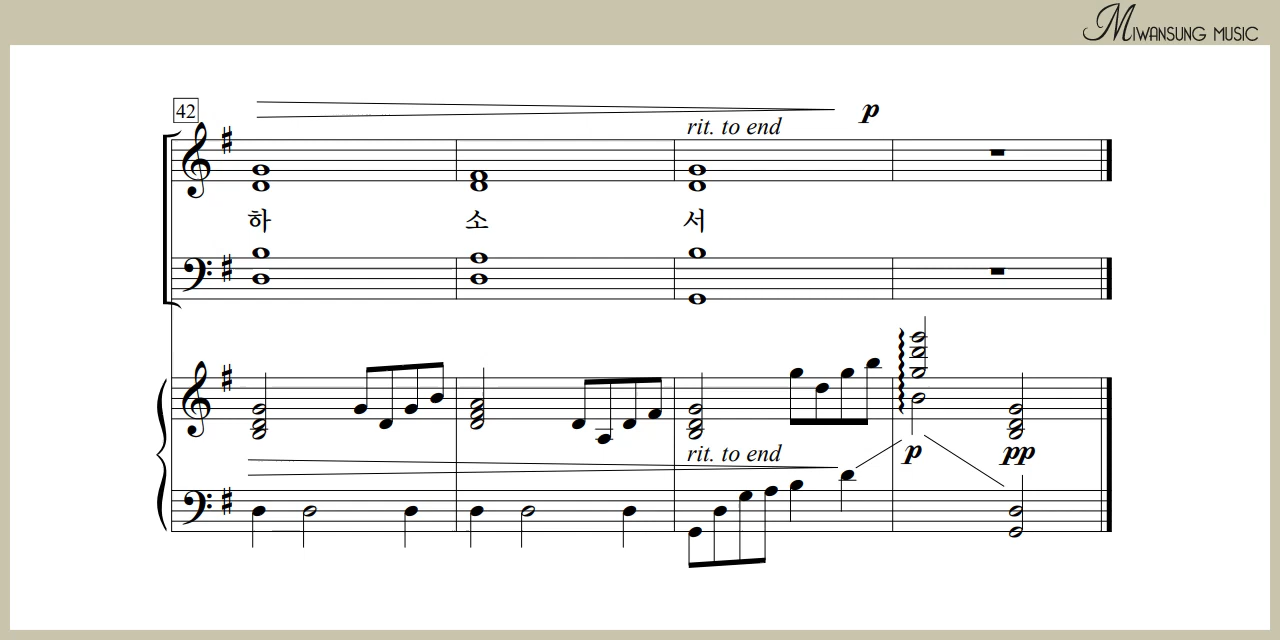 MIWANSUNG MUSIC
42
p
rit. to end
하 소 서
rit. to end
p pp